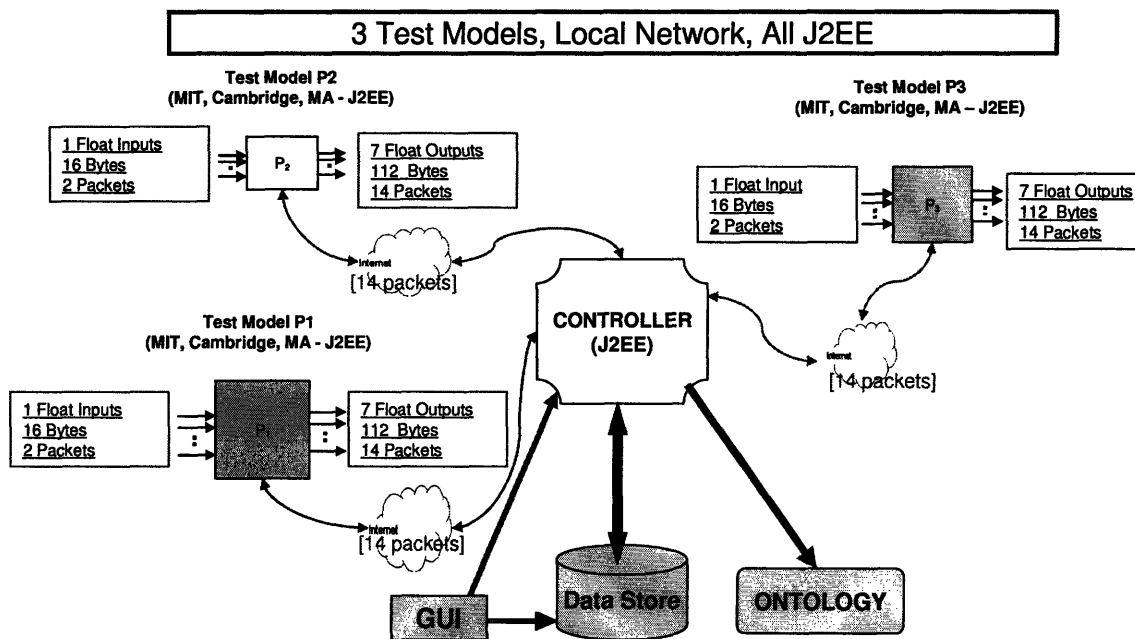 3 Test Models, Local Network, All J2EE
Test Model P2
(MIT, Cambridge, MA - J2EE)
1 Float Inputs
16 Bytes
2 Packets
P2
7 Float Outputs
112 Bytes
14 Packets
Internet
[14 packets]
Test Model P3
(MIT, Cambridge, MA – J2EE)
1 Float Input
16 Bytes
2 Packets
P3
7 Float Outputs
112 Bytes
14 Packets
Internet
[14 packets]
CONTROLLER
(J2EE)
Test Model P1
(MIT, Cambridge, MA - J2EE)
1 Float Inputs
16 Bytes
2 Packets
P1
7 Float Outputs
112 Bytes
14 Packets
Internet
[14 packets]
GUI
Data Store
ONTOLOGY